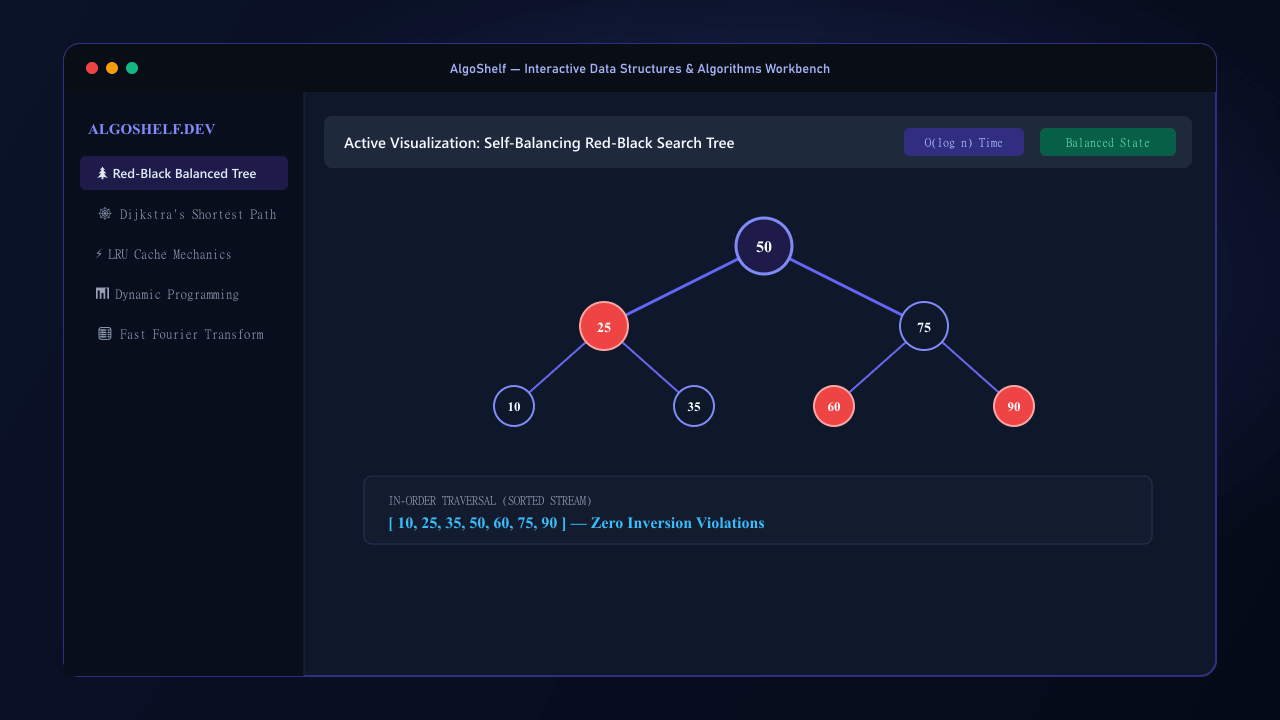 AlgoShelf — Interactive Data Structures & Algorithms Workbench
ALGOSHELF.DEV
🌲 Red-Black Balanced Tree
🕸 Dijkstra's Shortest Path
⚡ LRU Cache Mechanics
Dynamic Programming
Fast Fourier Transform
Active Visualization: Self-Balancing Red-Black Search Tree
O(log n) Time
Balanced State
50
25
75
10
35
60
90
IN-ORDER TRAVERSAL (SORTED STREAM)
[ 10, 25, 35, 50, 60, 75, 90 ] — Zero Inversion Violations